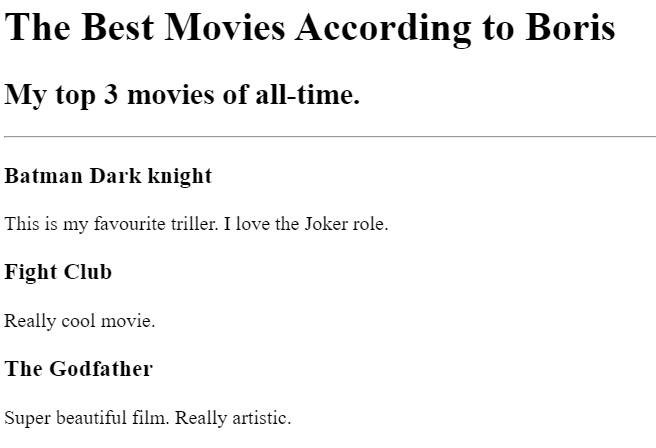 The Best Movies According to Boris
My top 3 movies of all-time.
Batman Dark knight
This is my favourite triller. I love the Joker role.
Fight Club
Really cool movie.
The Godfather
Super beautiful film. Really artistic.